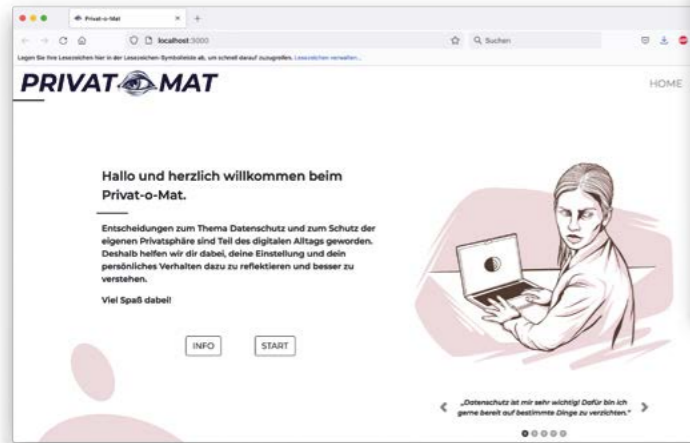 Privat-o-Mat
localhost:3000
Suchen
Legen Sie Ihre Lesezeichen hier in der Lesezeichen-Symbolleiste ab, um schnell darauf zuzugreifen. Lesezeichen verwalten…
PRIVAT MAT
HOME
Hallo und herzlich willkommen beim
Privat-o-Mat.
Entscheidungen zum Thema Datenschutz und zum Schutz der
eigenen Privatsphäre sind Teil des digitalen Alltags geworden.
Deshalb helfen wir dir dabei, deine Einstellung und dein
persönliches Verhalten dazu zu reflektieren und besser zu
verstehen.
Viel Spaß dabei!
INFO
START
„Datenschutz ist mir sehr wichtig! Dafür bin ich
gerne bereit auf bestimmte Dinge zu verzichten."